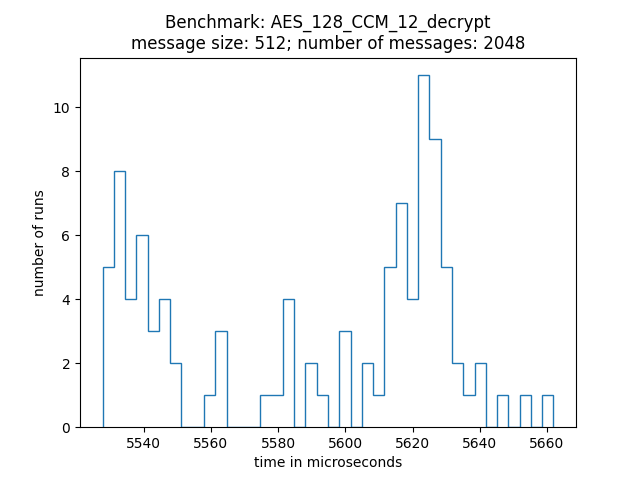 Benchmark: AES_128_CCM_12_decrypt
message size: 512; number of messages: 2048
10
8
6
4
2
0
number of runs
5540 5560 5580 5600 5620 5640 5660
time in microseconds